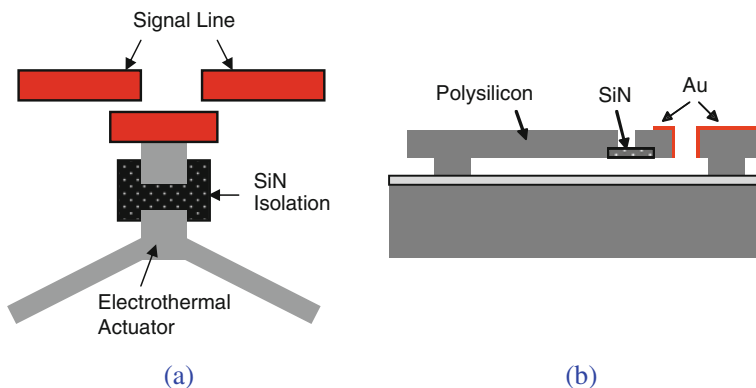 Signal Line
SiN
Isolation
Electrothermal
Actuator
(a)
Polysilicon
SiN
Au
(b)